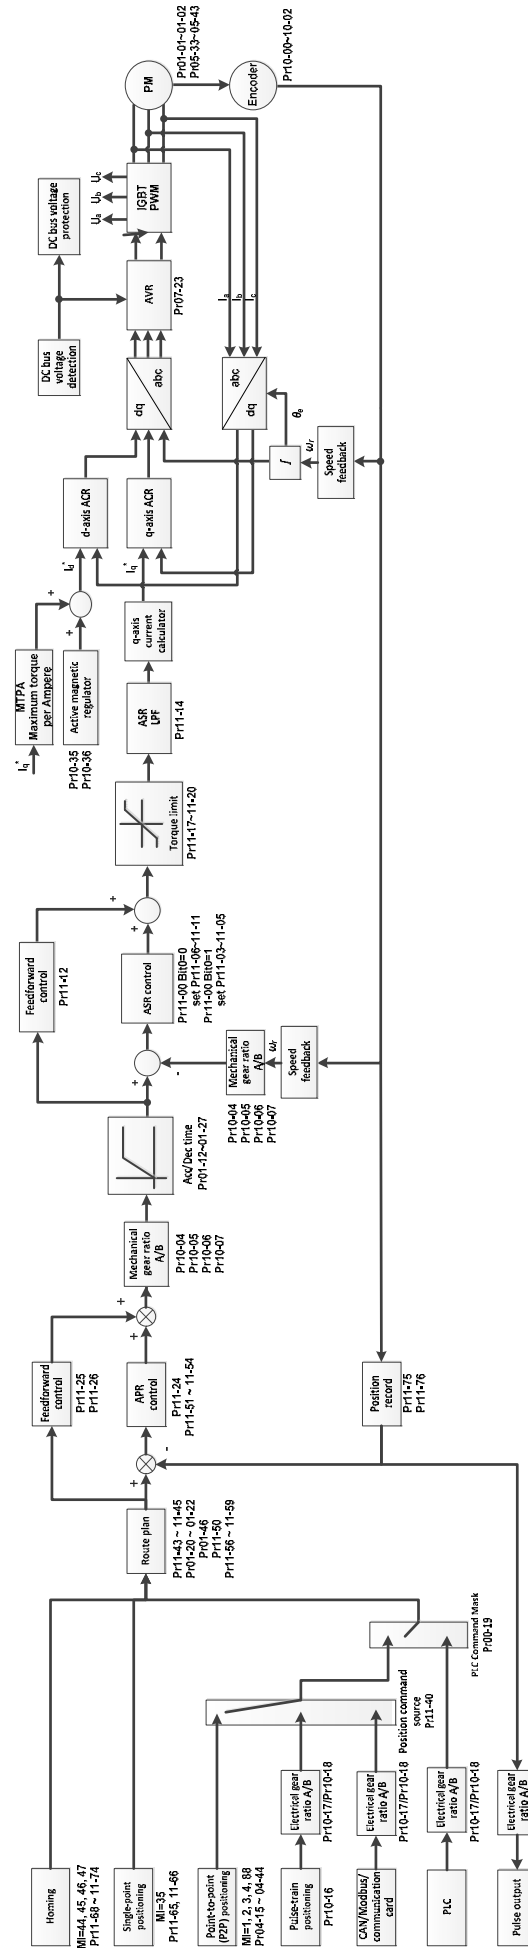 Homing
MI=44, 45, 46, 47
Pr11-68 ~ 11-74
Single-point
positioning
MI=35
Pr11-65, 11-66
Point-to-point
(P2P) positioning
MI=1, 2, 3, 4, 88
Pr04-15 ~ 04-44
Pulse-train
positioning
Pr10-16
CAN/Modbus/
communication
card
PLC
Pulse output
Electrical gear
ratio A/B
Pr10-17/Pr10-18
Electrical gear
ratio A/B
Pr10-17/Pr10-18
Electrical gear
ratio A/B
Pr10-17/Pr10-18
Electrical gear
ratio A/B
Position command
source
Pr11-40
PLC Command Mask
Pr00-19
Route plan
Pr11-43 ~ 11-45
Pr01-20 ~ 01-22
Pr01-46
Pr11-50
Pr11-56 ~ 11-59
+
-
Feedforward
control
Pr11-25
Pr11-26
APR
control
Pr11-24
Pr11-51 ~ 11-54
+
+
Position
record
Pr11-75
Pr11-76
Mechanical
gear ratio
A/B
Pr10-04
Pr10-05
Pr10-06
Pr10-07
Acc/Dec time
Pr01-12~01-27
+
-
Mechanical
gear ratio
A/B
Pr10-04
Pr10-05
Pr10-06
Pr10-07
ωr
Speed
feedback
Feedforward
control
Pr11-12
ASR control
Pr11-00 Bit0=0
set Pr11-06~11-11
Pr11-00 Bit0=1
set Pr11-03~11-05
+
+
Torque limit
Pr11-17~11-20
ASR
LPF
Pr11-14
q-axis
current
calculator
Iq*
MTPA
Maximum torque
per Ampere
Active magnetic
regulator
Pr10-35
Pr10-36
+
+
Id*
Iq*
d-axis ACR
q-axis ACR
dq
abc
abc
dq
∫
θe
ωr
Speed
feedback
DC bus
voltage
detection
DC bus voltage
protection
AVR
Pr07-23
IGBT
PWM
Ua
Ub
Uc
Ia
Ib
Ic
PM
Pr01-01~01-02
Pr05-33~05-43
Encoder
Pr10-00~10-02